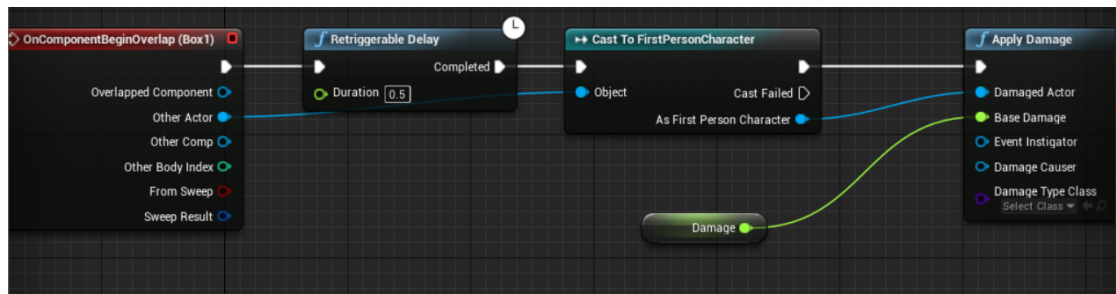 OnComponentBeginOverlap (Box1)
Overlapped Component
Other Actor
Other Comp
Other Body Index
From Sweep
Sweep Result
f Retriggerable Delay
Completed
Duration 0.5
Cast To FirstPersonCharacter
Object
Cast Failed
As First Person Character
Damage
f Apply Damage
Damaged Actor
Base Damage
Event Instigator
Damage Causer
Damage Type Class
Select Class